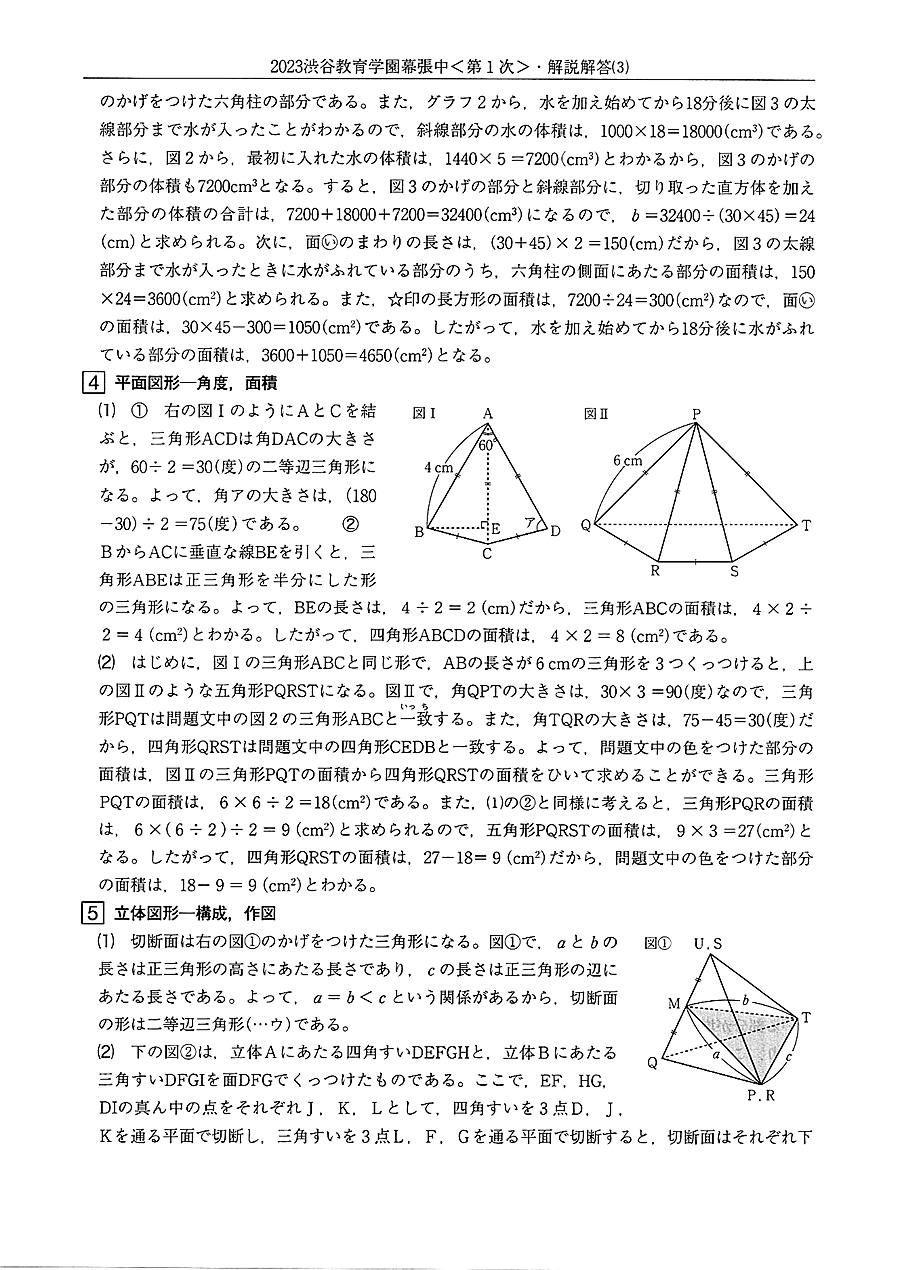 2023渋谷教育学園幕張中＜第１次＞・解説解答(3)
のかげをつけた六角柱の部分である。また，グラフ２から，水を加え始めてから18分後に図３の太
線部分まで水が入ったことがわかるので，斜線部分の水の体積は，1000×18＝18000(cm³)である。
さらに，図２から，最初に入れた水の体積は，1440×５＝7200(cm³)とわかるから，図３のかげの
部分の体積も7200cm³となる。すると，図３のかげの部分と斜線部分に，切り取った直方体を加え
た部分の体積の合計は，7200＋18000＋7200＝32400(cm³)になるので，b＝32400÷(30×45)＝24
(cm)と求められる。次に，面㋑のまわりの長さは，(30＋45)×２＝150(cm)だから，図３の太線
部分まで水が入ったときに水がふれている部分のうち，六角柱の側面にあたる部分の面積は，150
×24＝3600(cm²)と求められる。また，☆印の長方形の面積は，7200÷24＝300(cm²)なので，面㋑
の面積は，30×45－300＝1050(cm²)である。したがって，水を加え始めてから18分後に水がふれ
ている部分の面積は，3600＋1050＝4650(cm²)となる。
4 平面図形―角度，面積
(1) ① 右の図ⅠのようにＡとＣを結
ぶと，三角形ACDは角DACの大きさ
が，60÷２＝30(度)の二等辺三角形に
なる。よって，角アの大きさは，(180
－30)÷２＝75(度)である。 ②
ＢからACに垂直な線BEを引くと，三
角形ABEは正三角形を半分にした形
図Ⅰ
A
60°
4 cm
B
E
ア
D
C
図Ⅱ
P
6 cm
Q
T
R
S
の三角形になる。よって，BEの長さは，４÷２＝２(cm)だから，三角形ABCの面積は，４×２÷
２＝４(cm²)とわかる。したがって，四角形ABCDの面積は，４×２＝８(cm²)である。
(2) はじめに，図Ⅰの三角形ABCと同じ形で，ABの長さが６cmの三角形を３つくっつけると，上
の図Ⅱのような五角形PQRSTになる。図Ⅱで，角QPTの大きさは，30×３＝90(度)なので，三角
いっち
形PQTは問題文中の図２の三角形ABCと一致する。また，角TQRの大きさは，75－45＝30(度)だ
から，四角形QRSTは問題文中の四角形CEDBと一致する。よって，問題文中の色をつけた部分の
面積は，図Ⅱの三角形PQTの面積から四角形QRSTの面積をひいて求めることができる。三角形
PQTの面積は，６×６÷２＝18(cm²)である。また，(1)の②と同様に考えると，三角形PQRの面積
は，６×(６÷２)÷２＝９(cm²)と求められるので，五角形PQRSTの面積は，９×３＝27(cm²)と
なる。したがって，四角形QRSTの面積は，27－18＝９(cm²)だから，問題文中の色をつけた部分
の面積は，18－９＝９(cm²)とわかる。
5 立体図形―構成，作図
(1) 切断面は右の図①のかげをつけた三角形になる。図①で，aとbの
長さは正三角形の高さにあたる長さであり，cの長さは正三角形の辺に
あたる長さである。よって，a＝b＜cという関係があるから，切断面
の形は二等辺三角形(…ウ)である。
(2) 下の図②は，立体Ａにあたる四角すいDEFGHと，立体Ｂにあたる
三角すいDFGIを面DFGでくっつけたものである。ここで，EF，HG，
DIの真ん中の点をそれぞれＪ，Ｋ，Ｌとして，四角すいを３点Ｄ，Ｊ，
図①
U, S
M
b
T
a
c
Q
P, R
Ｋを通る平面で切断し，三角すいを３点Ｌ，Ｆ，Ｇを通る平面で切断すると，切断面はそれぞれ下